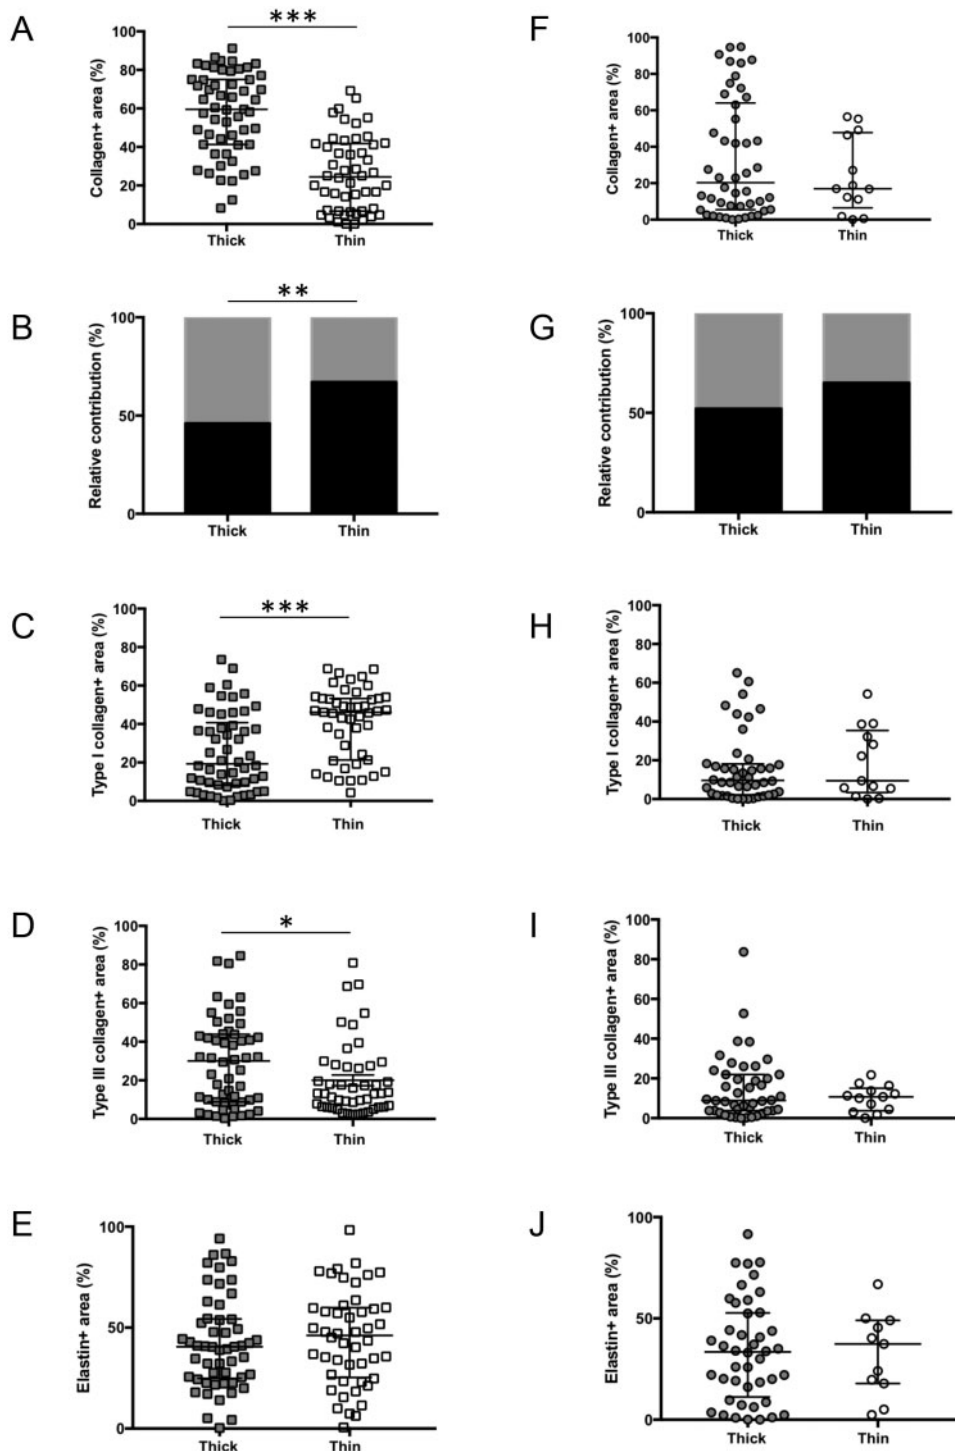 A
***
Collagen+ area (%)
100
80
60
40
20
0
Thick
Thin
F
Collagen+ area (%)
100
80
60
40
20
0
Thick
Thin
B
**
Relative contribution (%)
100
50
0
Thick
Thin
G
Relative contribution (%)
100
50
0
Thick
Thin
C
***
Type I collagen+ area (%)
100
80
60
40
20
0
Thick
Thin
H
Type I collagen+ area (%)
100
80
60
40
20
0
Thick
Thin
D
*
Type III collagen+ area (%)
100
80
60
40
20
0
Thick
Thin
I
Type III collagen+ area (%)
100
80
60
40
20
0
Thick
Thin
E
Elastin+ area (%)
100
50
0
Thick
Thin
J
Elastin+ area (%)
100
50
0
Thick
Thin